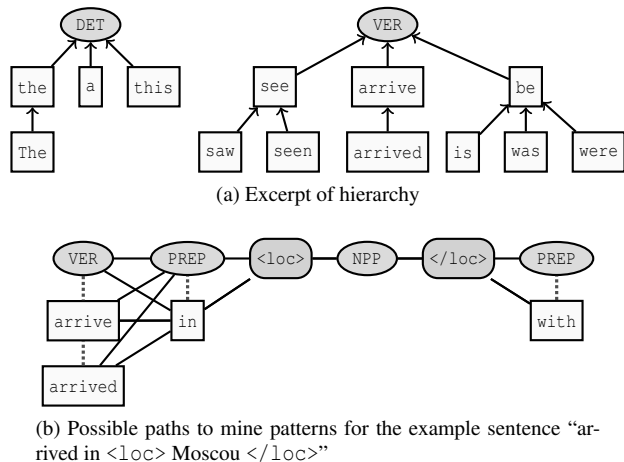 DET VER
the a this see arrive be
The saw seen arrived is was were
(a) Excerpt of hierarchy
VER PREP <loc> NPP </loc> PREP
arrive in with
arrived
(b) Possible paths to mine patterns for the example sentence “ar-
rived in <loc> Moscou </loc>”